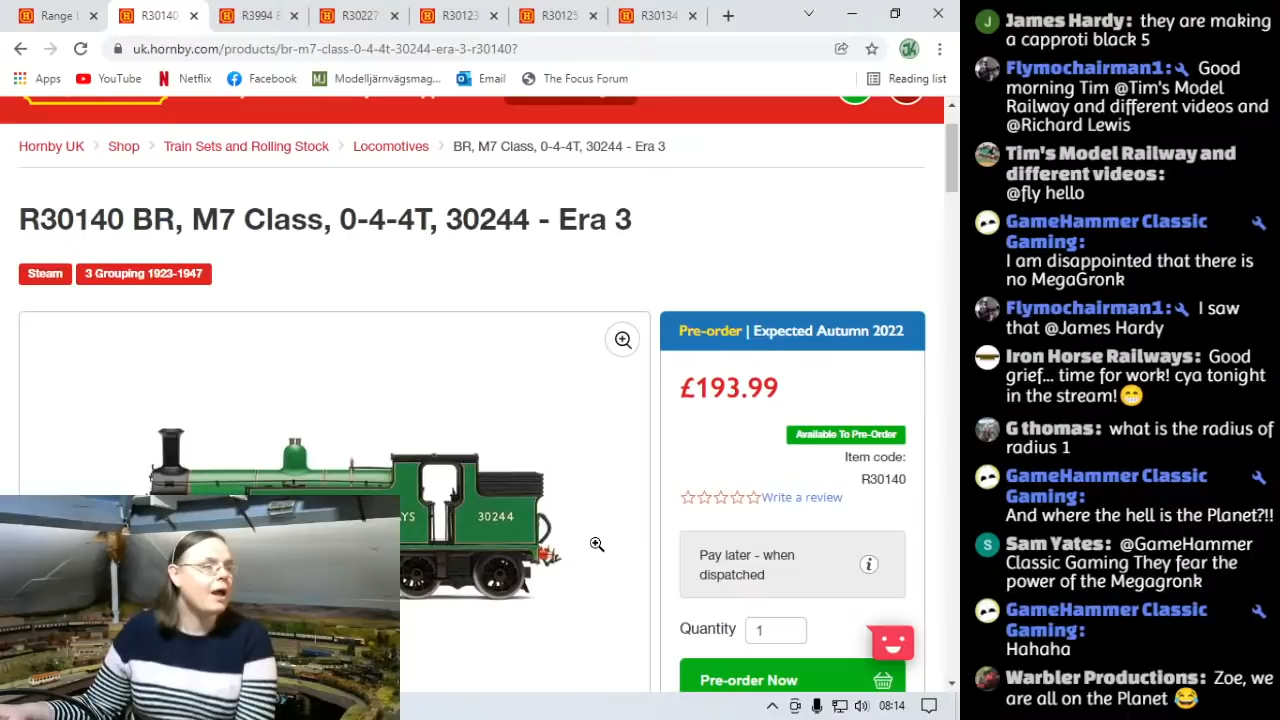 Range
R30140
R3994 E
R30227
R30123
R30125
R30134
uk.hornby.com/products/br-m7-class-0-4-4t-30244-era-3-r30140?
Apps
YouTube
Netflix
Facebook
Modelljärnvägsmag...
Email
The Focus Forum
Reading list
Hornby UK
Shop
Train Sets and Rolling Stock
Locomotives
BR, M7 Class, 0-4-4T, 30244 - Era 3
R30140 BR, M7 Class, 0-4-4T, 30244 - Era 3
Steam
3 Grouping 1923-1947
AYS
30244
Pre-order | Expected Autumn 2022
£193.99
Available To Pre-Order
Item code:
R30140
Write a review
Pay later - when
dispatched
Quantity
1
Pre-order Now
08:14
James Hardy: they are making
a capproti black 5
Flymochairman1: Good
morning Tim @Tim's Model
Railway and different videos and
@Richard Lewis
Tim's Model Railway and
different videos:
@fly hello
GameHammer Classic
Gaming:
I am disappointed that there is
no MegaGronk
Flymochairman1: I saw
that @James Hardy
Iron Horse Railways: Good
grief... time for work! cya tonight
in the stream!😁
G thomas: what is the radius of
radius 1
GameHammer Classic
Gaming:
And where the hell is the Planet?!!
Sam Yates: @GameHammer
Classic Gaming They fear the
power of the Megagronk
GameHammer Classic
Gaming:
Hahaha
Warbler Productions: Zoe, we
are all on the Planet 😂